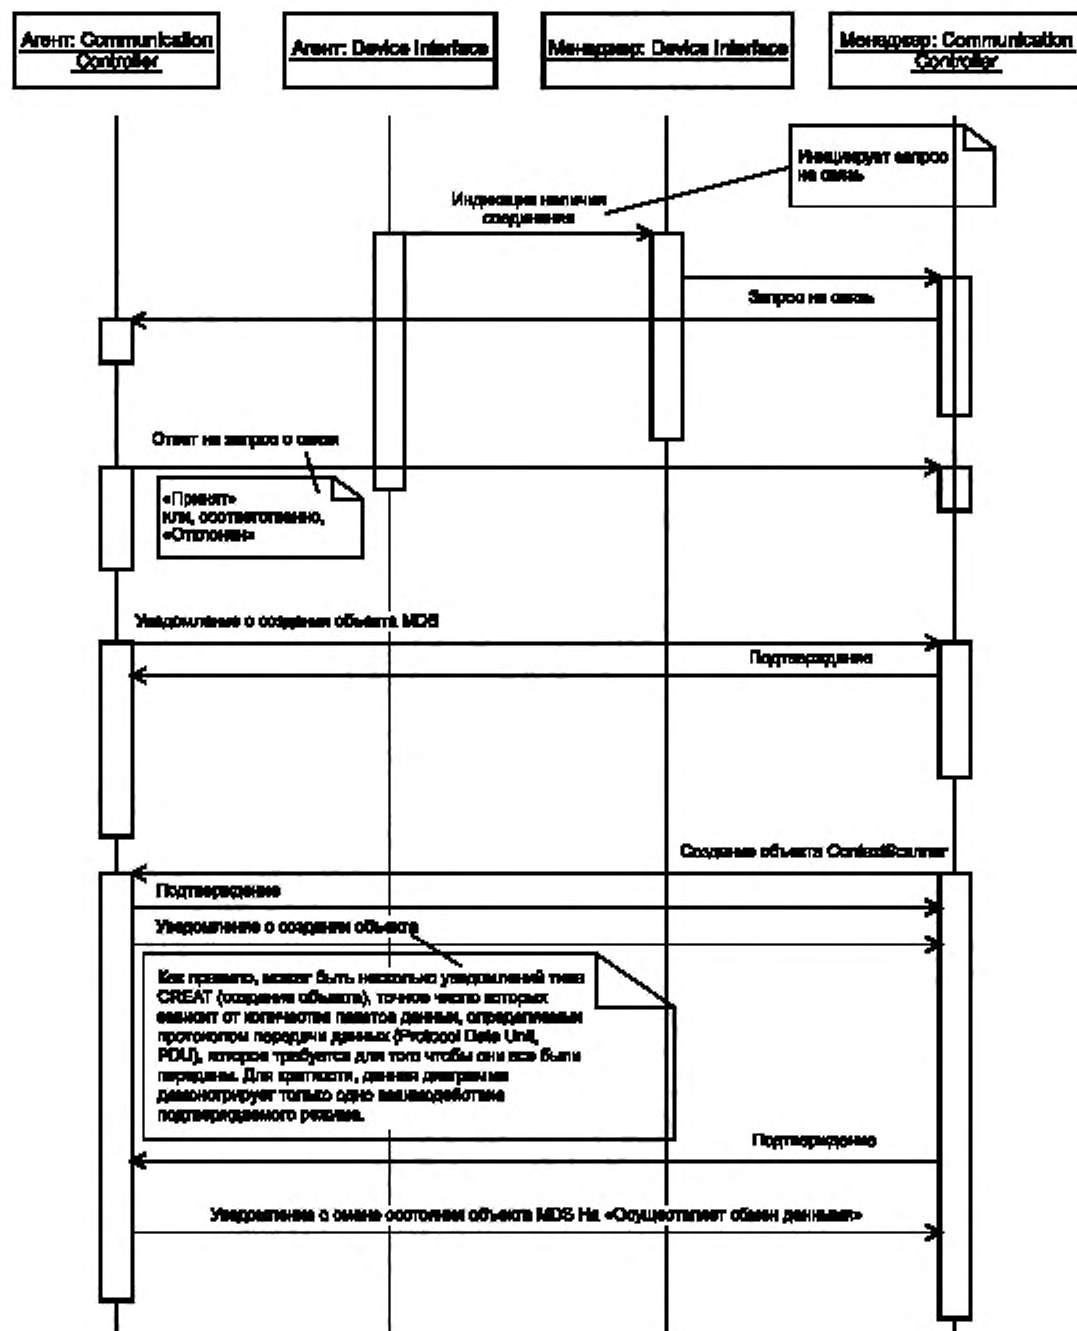 Агент: Communication
Controller
Агент: Device Interface
Менеджер: Device Interface
Менеджер: Communication
Controller
Инициирует запрос
на связь
Индикация наличия
соединения
Запрос на связь
Ответ на запрос о связи
«Принят»
или, соответственно,
«Отклонен»
Уведомление о создании объекта MDS
Подтверждение
Создание объекта ContextScanner
Подтверждение
Уведомление о создании объекта
Как правило, может быть несколько уведомлений типа
CREAT (создания объекта), точное число которых
зависит от количества пакетов данных, определяемых
протоколом передачи данных (Protocol Data Unit,
PDU), которое требуется для того чтобы они все были
переданы. Для краткости, данная диаграмма
демонстрирует только одно взаимодействие
подтверждаемого режима.
Подтверждение
Уведомление о смене состояния объекта MDS На «Осуществляет обмен данными»